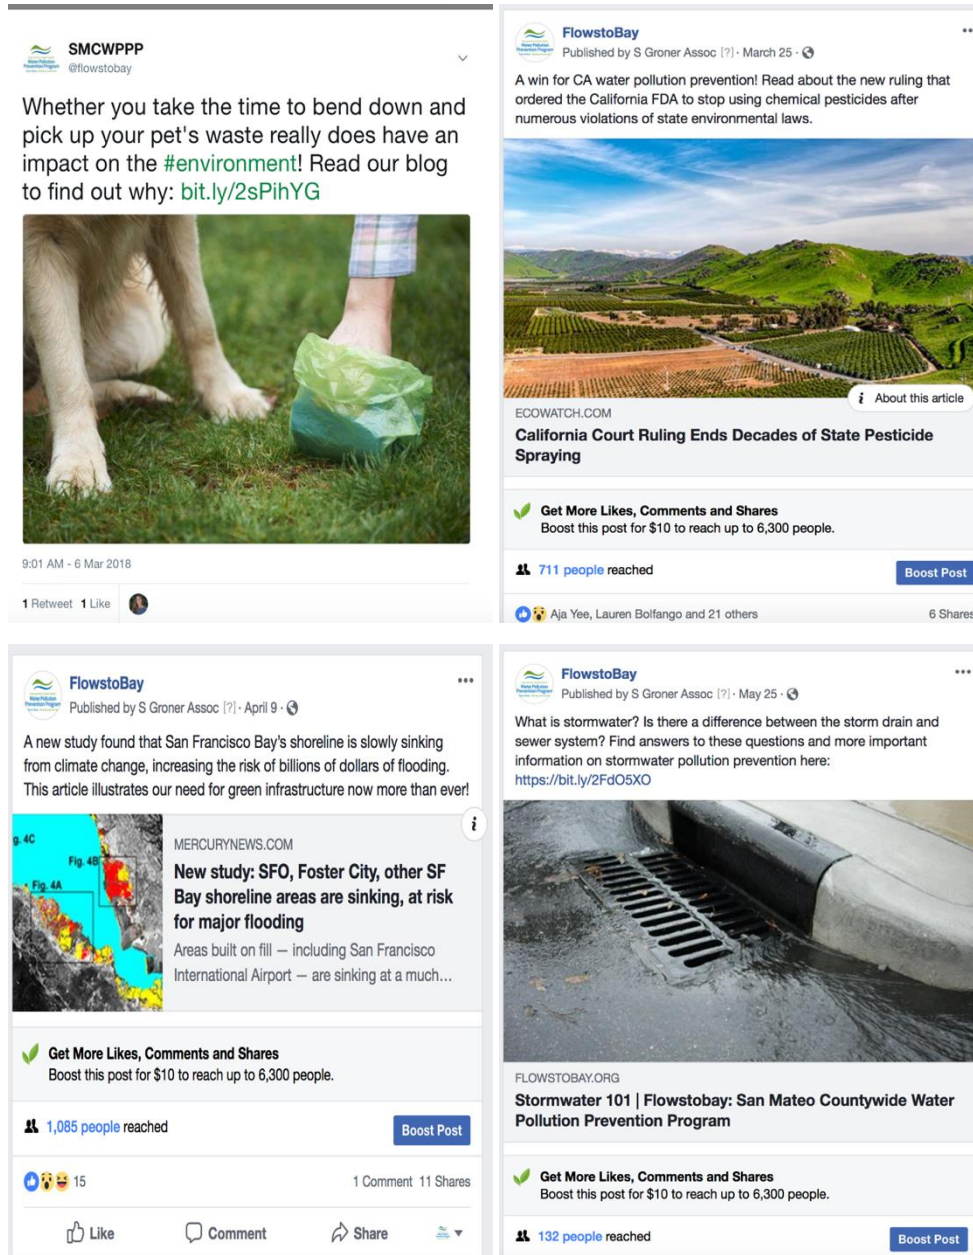 SMCWPPP
@flowstobay
Whether you take the time to bend down and
pick up your pet's waste really does have an
impact on the #environment! Read our blog
to find out why: bit.ly/2sPihYG
9:01 AM - 6 Mar 2018
1 Retweet 1 Like
FlowstoBay
Published by S Groner Assoc [?] · March 25 ·
A win for CA water pollution prevention! Read about the new ruling that
ordered the California FDA to stop using chemical pesticides after
numerous violations of state environmental laws.
i About this article
ECOWATCH.COM
California Court Ruling Ends Decades of State Pesticide
Spraying
Get More Likes, Comments and Shares
Boost this post for $10 to reach up to 6,300 people.
711 people reached
Boost Post
Aja Yee, Lauren Bolfango and 21 others
6 Shares
FlowstoBay
Published by S Groner Assoc [?] · April 9 ·
A new study found that San Francisco Bay's shoreline is slowly sinking
from climate change, increasing the risk of billions of dollars of flooding.
This article illustrates our need for green infrastructure now more than ever!
g. 4C
Fig. 4B
Fig. 4A
i
MERCURYNEWS.COM
New study: SFO, Foster City, other SF
Bay shoreline areas are sinking, at risk
for major flooding
Areas built on fill — including San Francisco
International Airport — are sinking at a much...
Get More Likes, Comments and Shares
Boost this post for $10 to reach up to 6,300 people.
1,085 people reached
Boost Post
15
1 Comment 11 Shares
Like
Comment
Share
FlowstoBay
Published by S Groner Assoc [?] · May 25 ·
What is stormwater? Is there a difference between the storm drain and
sewer system? Find answers to these questions and more important
information on stormwater pollution prevention here:
https://bit.ly/2FdO5XO
FLOWSTOBAY.ORG
Stormwater 101 | Flowstobay: San Mateo Countywide Water
Pollution Prevention Program
Get More Likes, Comments and Shares
Boost this post for $10 to reach up to 6,300 people.
132 people reached
Boost Post